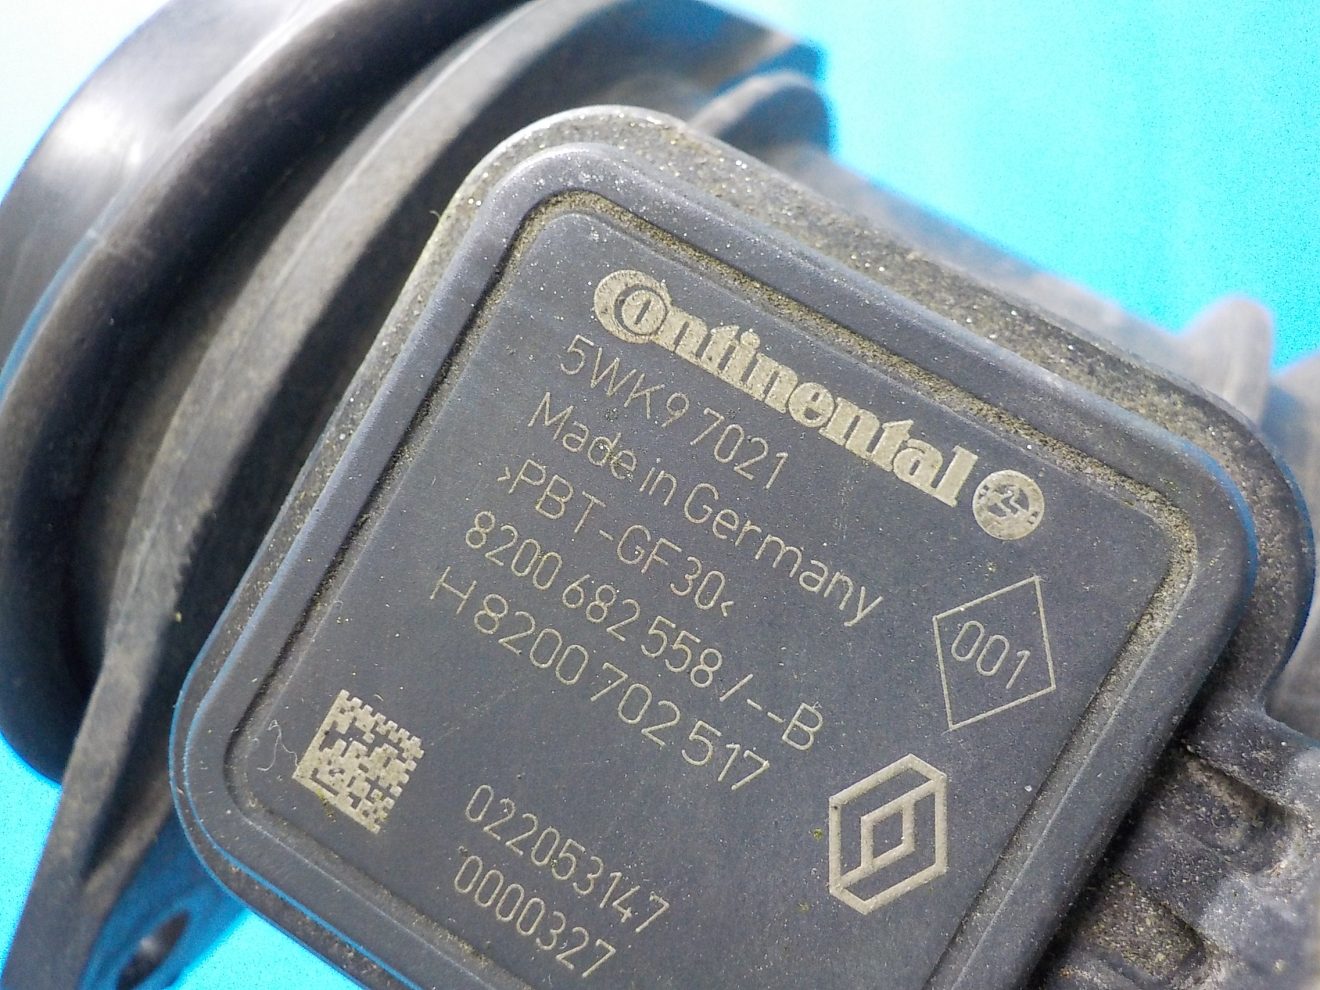 Continental
5WK9 7021
Made in Germany
>PBT-GF30<
8200 682 558 /--B
H 8200 702 517
001
022053147
0000327